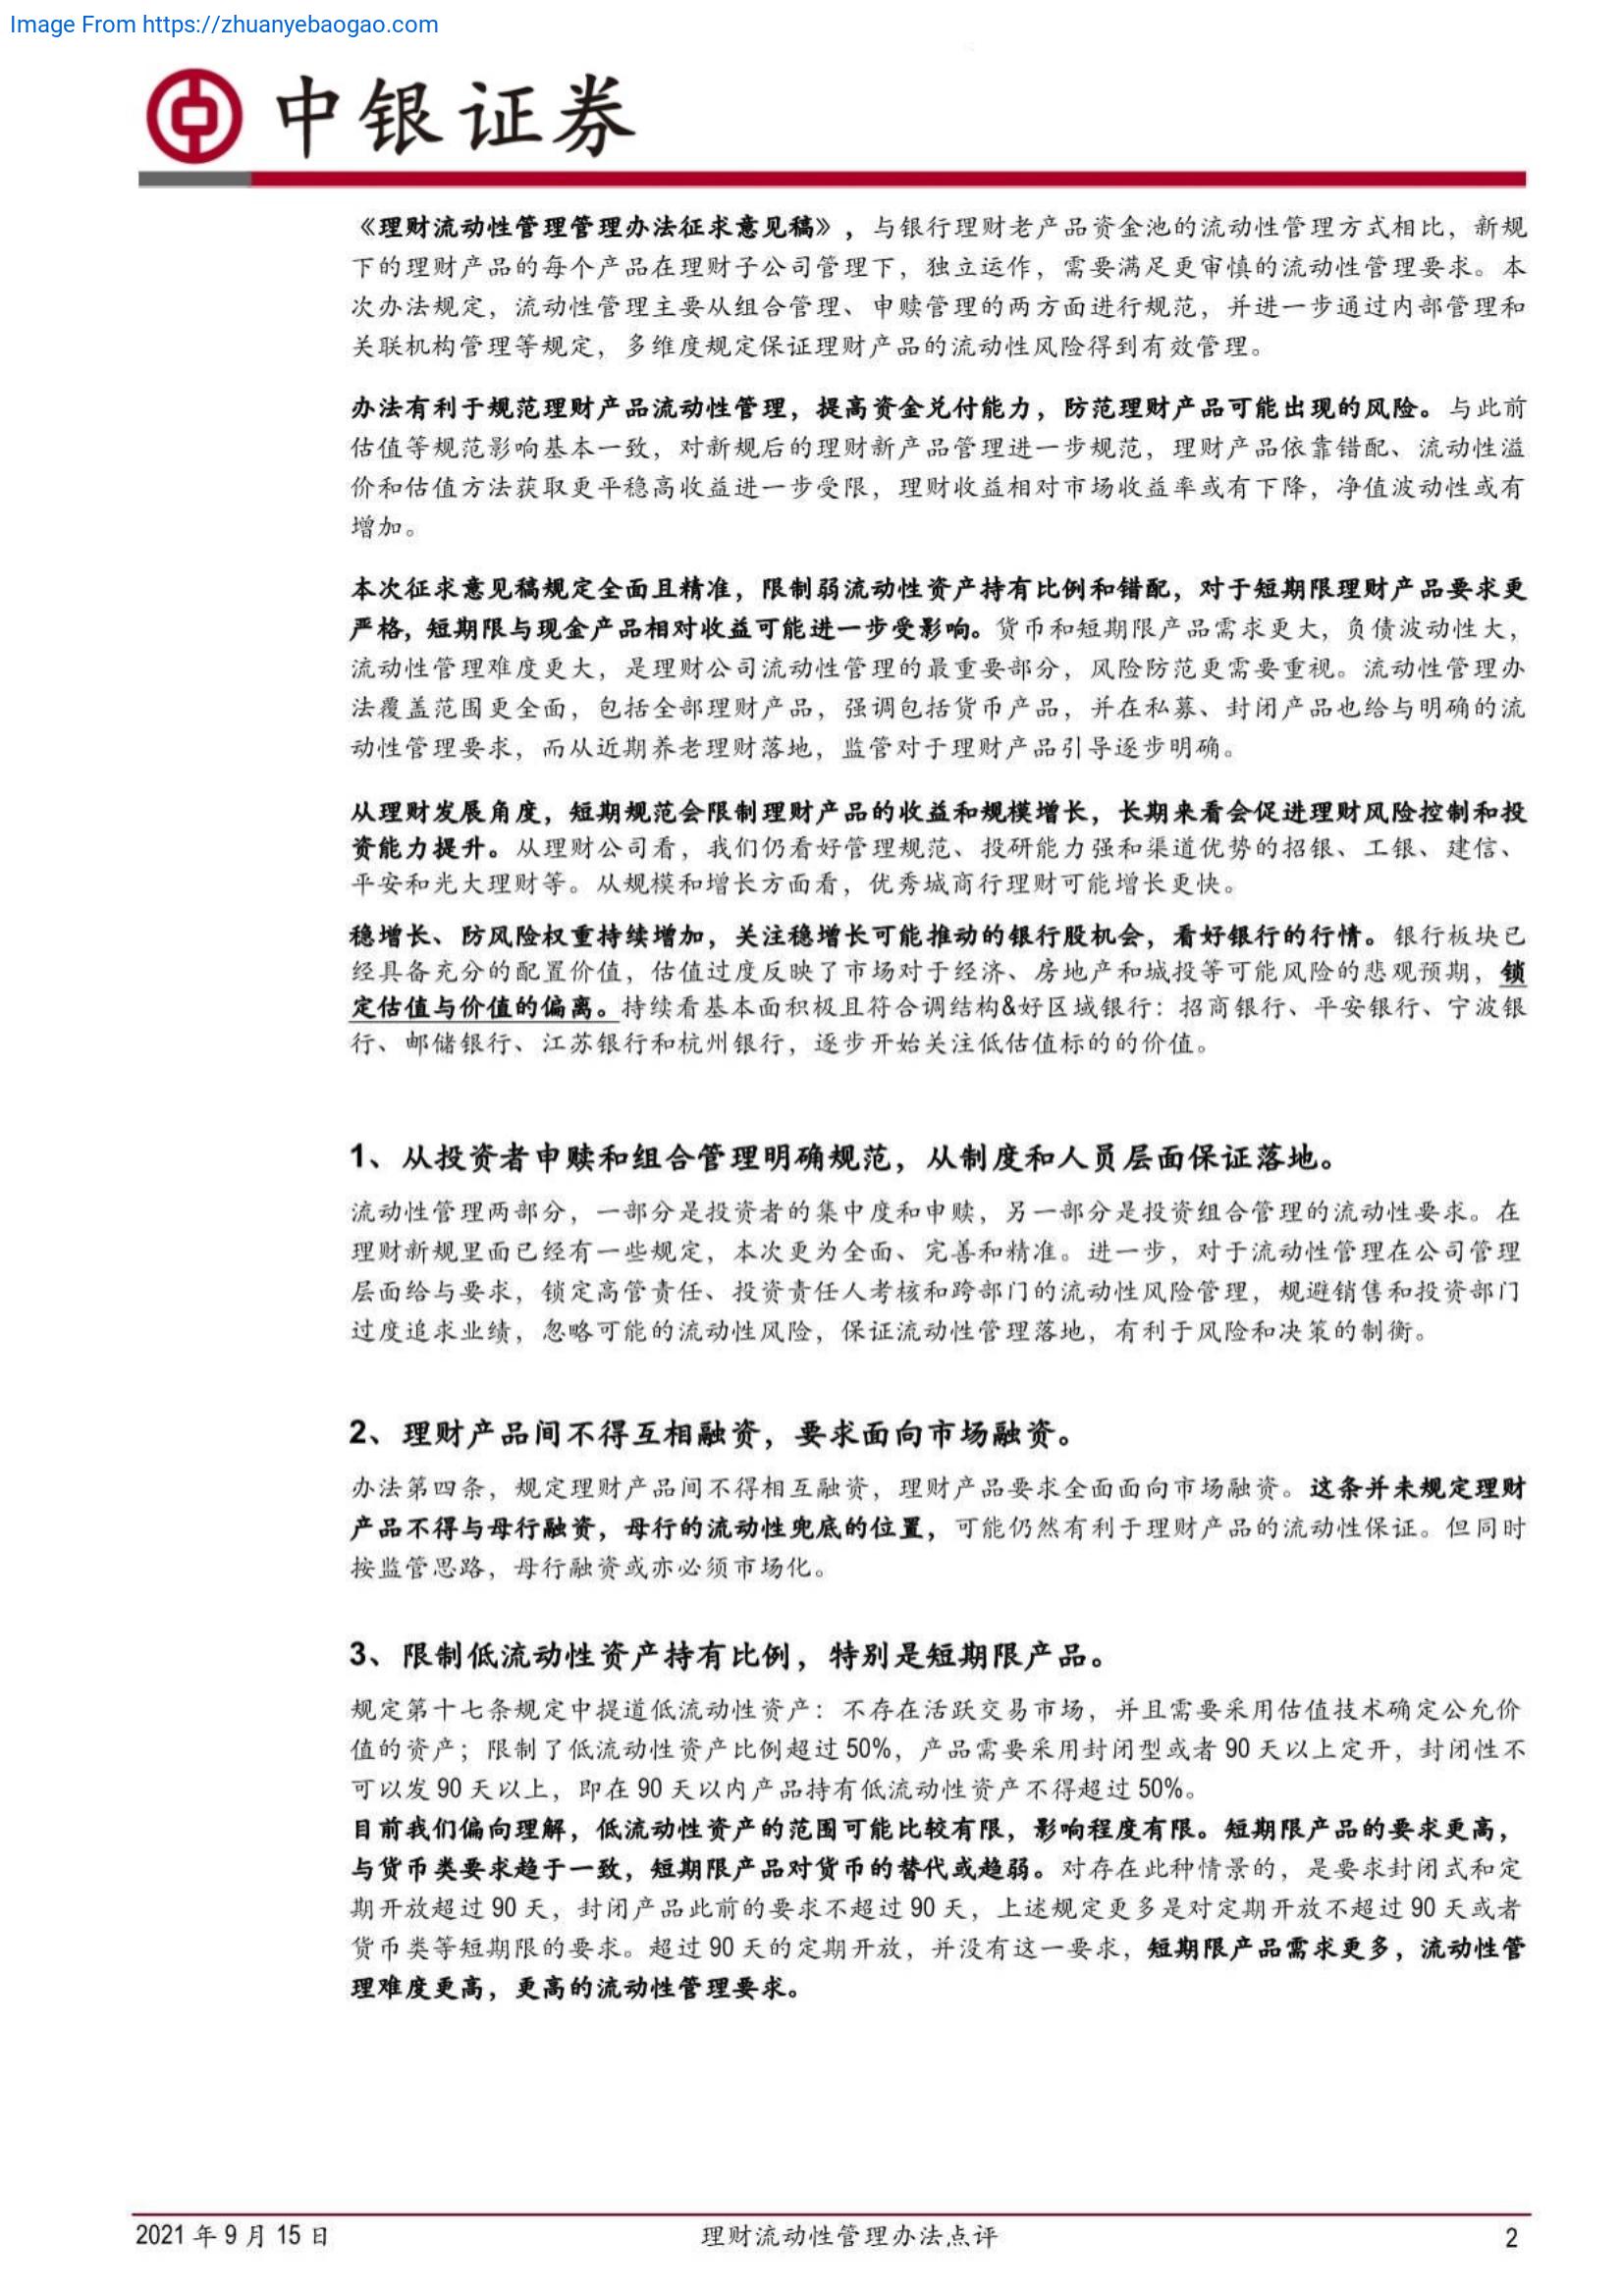 Image From https://zhuanyebaogao.com
中银证券
《理财流动性管理管理办法征求意见稿》，与银行理财老产品资金池的流动性管理方式相比，新规
下的理财产品的每个产品在理财子公司管理下，独立运作，需要满足更审慎的流动性管理要求。本
次办法规定，流动性管理主要从组合管理、申赎管理的两方面进行规范，并进一步通过内部管理和
关联机构管理等规定，多维度规定保证理财产品的流动性风险得到有效管理。
办法有利于规范理财产品流动性管理，提高资金兑付能力，防范理财产品可能出现的风险。与此前
估值等规范影响基本一致，对新规后的理财新产品管理进一步规范，理财产品依靠错配、流动性溢
价和估值方法获取更平稳高收益进一步受限，理财收益相对市场收益率或有下降，净值波动性或有
增加。
本次征求意见稿规定全面且精准，限制弱流动性资产持有比例和错配，对于短期限理财产品要求更
严格，短期限与现金产品相对收益可能进一步受影响。货币和短期限产品需求更大，负债波动性大，
流动性管理难度更大，是理财公司流动性管理的最重要部分，风险防范更需要重视。流动性管理办
法覆盖范围更全面，包括全部理财产品，强调包括货币产品，并在私募、封闭产品也给与明确的流
动性管理要求，而从近期养老理财落地，监管对于理财产品引导逐步明确。
从理财发展角度，短期规范会限制理财产品的收益和规模增长，长期来看会促进理财风险控制和投
资能力提升。从理财公司看，我们仍看好管理规范、投研能力强和渠道优势的招银、工银、建信、
平安和光大理财等。从规模和增长方面看，优秀城商行理财可能增长更快。
稳增长、防风险权重持续增加，关注稳增长可能推动的银行股机会，看好银行的行情。银行板块已
经具备充分的配置价值，估值过度反映了市场对于经济、房地产和城投等可能风险的悲观预期，锁
定估值与价值的偏离。持续看基本面积极且符合调结构&好区域银行：招商银行、平安银行、宁波银
行、邮储银行、江苏银行和杭州银行，逐步开始关注低估值标的的价值。
1、从投资者申赎和组合管理明确规范，从制度和人员层面保证落地。
流动性管理两部分，一部分是投资者的集中度和申赎，另一部分是投资组合管理的流动性要求。在
理财新规里面已经有一些规定，本次更为全面、完善和精准。进一步，对于流动性管理在公司管理
层面给与要求，锁定高管责任、投资责任人考核和跨部门的流动性风险管理，规避销售和投资部门
过度追求业绩，忽略可能的流动性风险，保证流动性管理落地，有利于风险和决策的制衡。
2、理财产品间不得互相融资，要求面向市场融资。
办法第四条，规定理财产品间不得相互融资，理财产品要求全面面向市场融资。这条并未规定理财
产品不得与母行融资，母行的流动性兜底的位置，可能仍然有利于理财产品的流动性保证。但同时
按监管思路，母行融资或亦必须市场化。
3、限制低流动性资产持有比例，特别是短期限产品。
规定第十七条规定中提道低流动性资产：不存在活跃交易市场，并且需要采用估值技术确定公允价
值的资产；限制了低流动性资产比例超过 50%，产品需要采用封闭型或者 90 天以上定开，封闭性不
可以发 90 天以上，即在 90 天以内产品持有低流动性资产不得超过 50%。
目前我们偏向理解，低流动性资产的范围可能比较有限，影响程度有限。短期限产品的要求更高，
与货币类要求趋于一致，短期限产品对货币的替代或趋弱。对存在此种情景的，是要求封闭式和定
期开放超过 90 天，封闭产品此前的要求不超过 90 天，上述规定更多是对定期开放不超过 90 天或者
货币类等短期限的要求。超过 90 天的定期开放，并没有这一要求，短期限产品需求更多，流动性管
理难度更高，更高的流动性管理要求。
2021 年 9 月 15 日
理财流动性管理办法点评
2